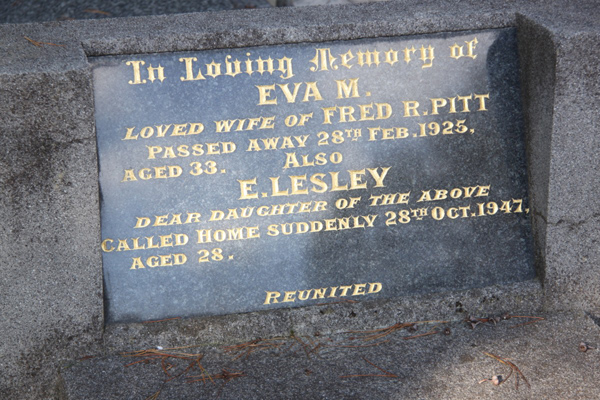 In Loving Memory of
EVA M.
LOVED WIFE OF FRED R. PITT
PASSED AWAY 28TH FEB. 1925,
AGED 33. ALSO
E. LESLEY
DEAR DAUGHTER OF THE ABOVE
CALLED HOME SUDDENLY 28TH OCT. 1947,
AGED 28.
REUNITED